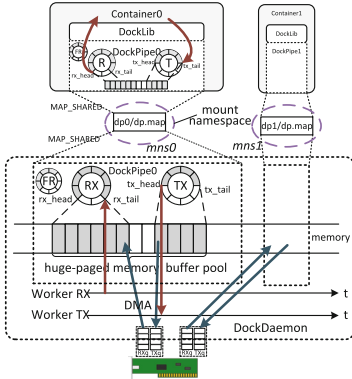 Container0
DockLib
FR
DockPipe0
R
T
rx_head
rx_tail
tx_head
tx_tail
Container1
DockLib
DockPipe1
MAP_SHARED
MAP_SHARED
dp0/dp.map
mns0
mount
namespace
dp1/dp.map
mns1
FR
DockPipe0
RX
TX
rx_head
rx_tail
tx_head
tx_tail
memory
huge-paged memory buffer pool
Worker RX
t
DMA
Worker TX
t
DockDaemon
RXq TXq
RXq TXq